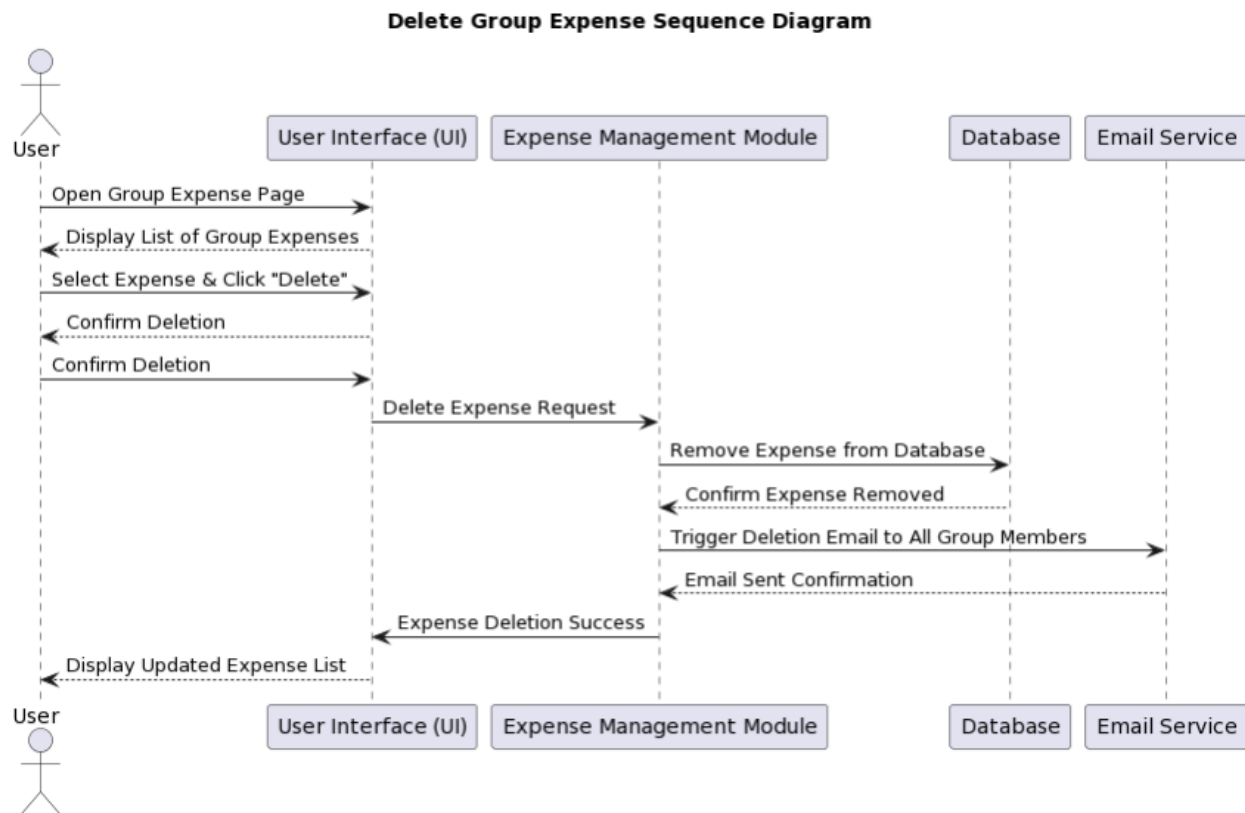 Delete Group Expense Sequence Diagram
User
User Interface (UI)
Expense Management Module
Database
Email Service
Open Group Expense Page
Display List of Group Expenses
Select Expense & Click "Delete"
Confirm Deletion
Confirm Deletion
Delete Expense Request
Remove Expense from Database
Confirm Expense Removed
Trigger Deletion Email to All Group Members
Email Sent Confirmation
Expense Deletion Success
Display Updated Expense List
User
User Interface (UI)
Expense Management Module
Database
Email Service